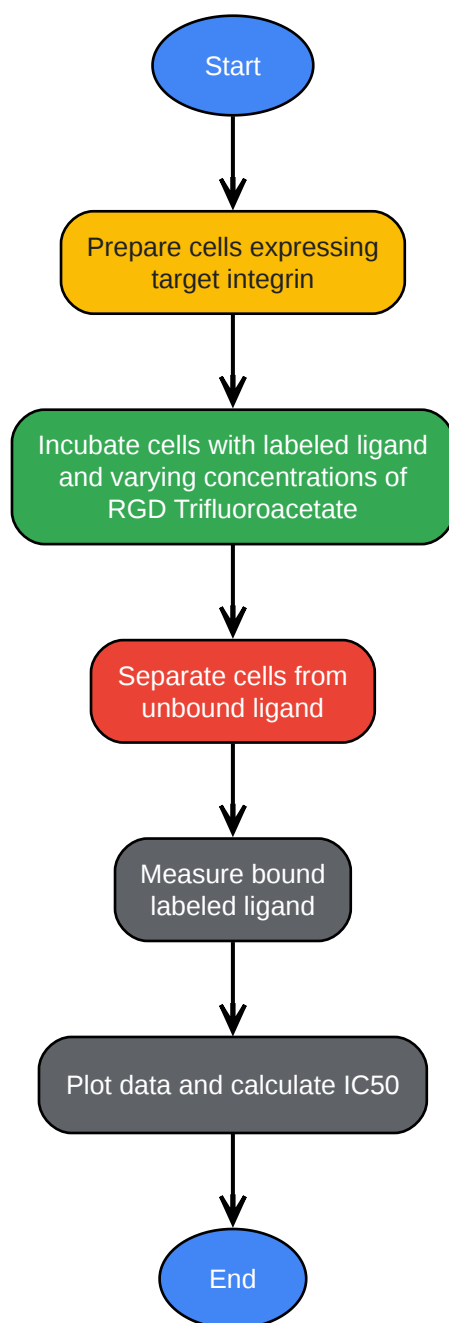 Start
Prepare cells expressing
target integrin
Incubate cells with labeled ligand
and varying concentrations of
RGD Trifluoroacetate
Separate cells from
unbound ligand
Measure bound
labeled ligand
Plot data and calculate IC50
End